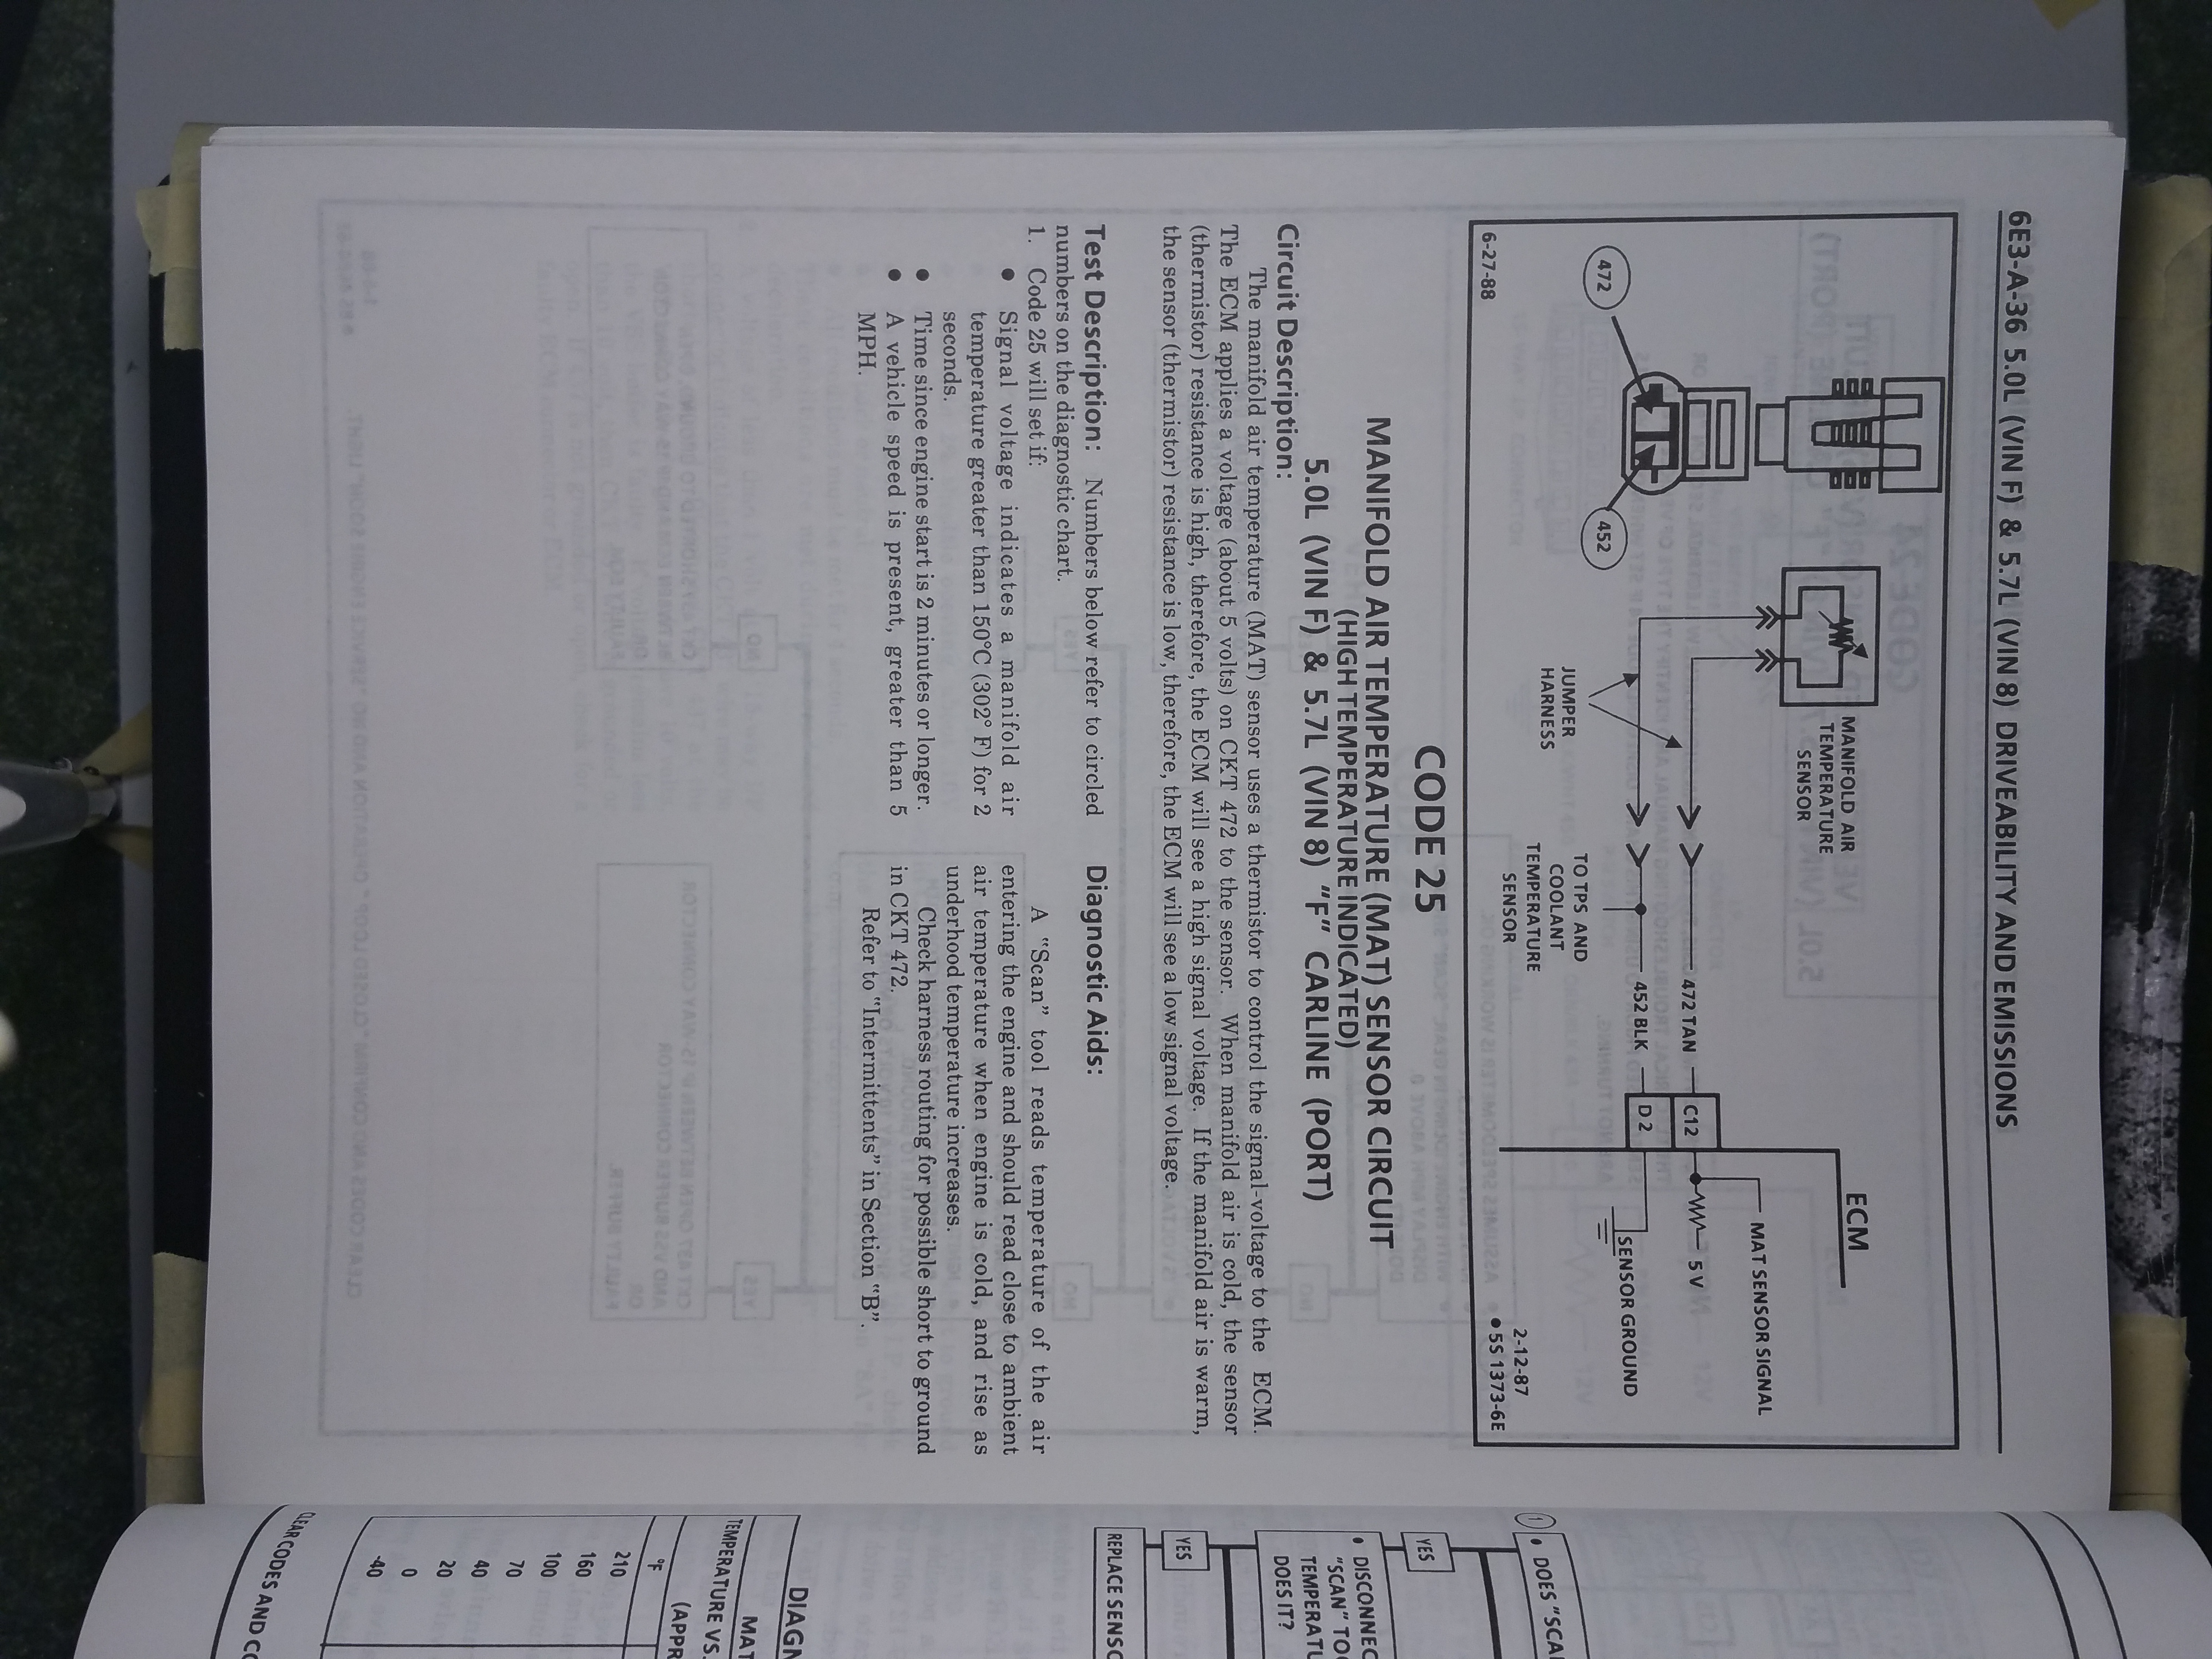 6E3-A-36 5.0L (VIN F) & 5.7L (VIN 8) DRIVEABILITY AND EMISSIONS
472
452
MANIFOLD AIR
TEMPERATURE
SENSOR
JUMPER
HARNESS
TO TPS AND
COOLANT
TEMPERATURE
SENSOR
472 TAN
452 BLK
C12
D2
ECM
MAT SENSOR SIGNAL
5 V
SENSOR GROUND
6-27-88
2-12-87
• 5S 1373-6E
CODE 25
MANIFOLD AIR TEMPERATURE (MAT) SENSOR CIRCUIT
(HIGH TEMPERATURE INDICATED)
5.0L (VIN F) & 5.7L (VIN 8) "F" CARLINE (PORT)
Circuit Description:
The manifold air temperature (MAT) sensor uses a thermistor to control the signal-voltage to the ECM.
The ECM applies a voltage (about 5 volts) on CKT 472 to the sensor. When manifold air is cold, the sensor
(thermistor) resistance is high, therefore, the ECM will see a high signal voltage. If the manifold air is warm,
the sensor (thermistor) resistance is low, therefore, the ECM will see a low signal voltage.
Test Description: Numbers below refer to circled
numbers on the diagnostic chart.
1. Code 25 will set if:
• Signal voltage indicates a manifold air
temperature greater than 150°C (302° F) for 2
seconds.
• Time since engine start is 2 minutes or longer.
• A vehicle speed is present, greater than 5
MPH.
Diagnostic Aids:
A "Scan" tool reads temperature of the air
entering the engine and should read close to ambient
air temperature when engine is cold, and rise as
underhood temperature increases.
Check harness routing for possible short to ground
in CKT 472.
Refer to "Intermittents" in Section "B".
1
• DOES "SCA
YES
• DISCONNEC
"SCAN" TO
TEMPERATU
DOES IT?
YES
REPLACE SENSO
DIAGN
MAT
TEMPERATURE VS.
(APPR
°F
210
160
100
70
40
20
0
-40
CLEAR CODES AND CO